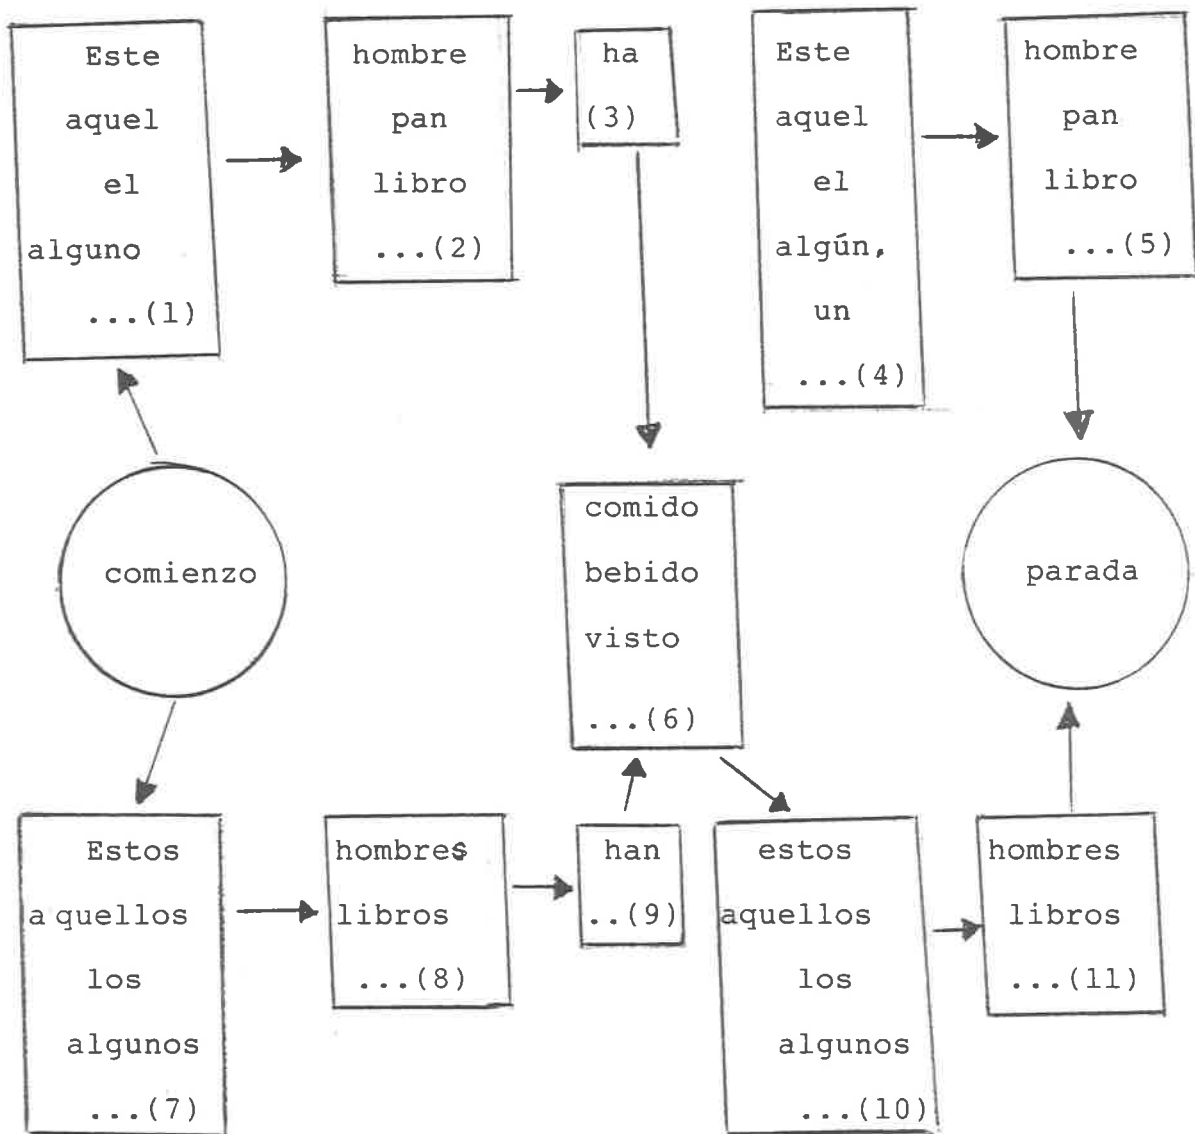 Este
aquel
el
alguno
...(1)
hombre
pan
libro
...(2)
ha
(3)
Este
aquel
el
algún,
un
...(4)
hombre
pan
libro
...(5)
comienzo
comido
bebido
visto
...(6)
parada
Estos
aquellos
los
algunos
...(7)
hombres
libros
...(8)
han
..(9)
estos
aquellos
los
algunos
...(10)
hombres
libros
...(11)